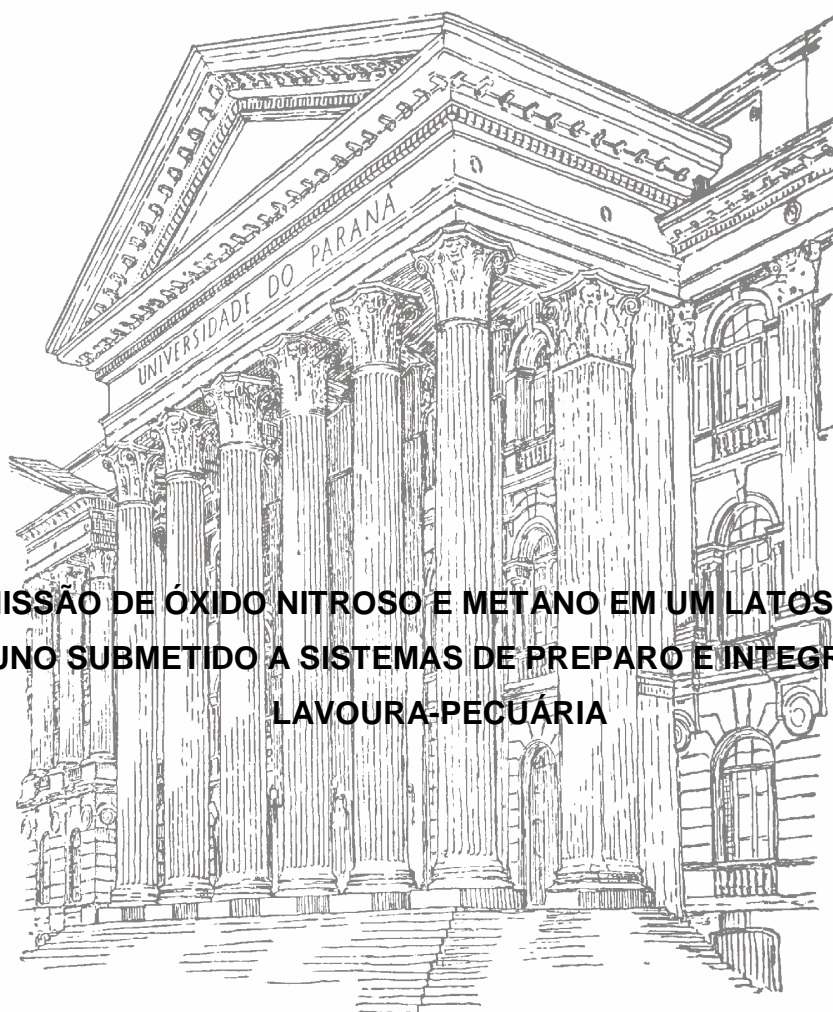 UNIVERSIDADE DO PARANÁ
ISSÃO DE ÓXIDO NITROSO E METANO EM UM LATOS
UNO SUBMETIDO A SISTEMAS DE PREPARO E INTEGR
LAVOURA-PECUÁRIA